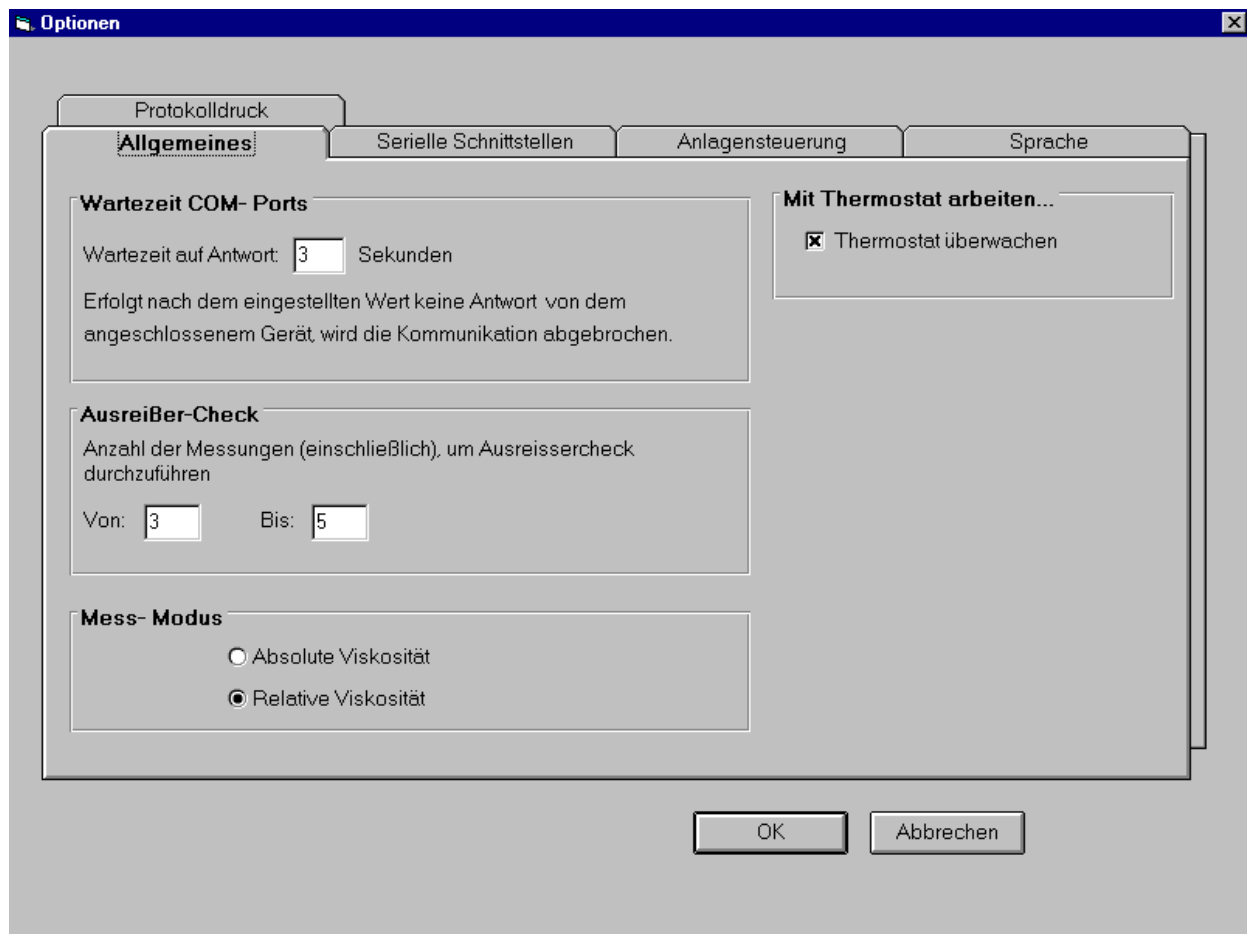 Optionen
Protokolldruck
Allgemeines
Serielle Schnittstellen
Anlagensteuerung
Sprache
Wartezeit COM- Ports
Wartezeit auf Antwort: 3 Sekunden
Erfolgt nach dem eingestellten Wert keine Antwort von dem
angeschlossenem Gerät, wird die Kommunikation abgebrochen.
Mit Thermostat arbeiten...
Thermostat überwachen
Ausreißer-Check
Anzahl der Messungen (einschließlich), um Ausreissercheck
durchzuführen
Von: 3 Bis: 5
Mess- Modus
Absolute Viskosität
Relative Viskosität
OK
Abbrechen